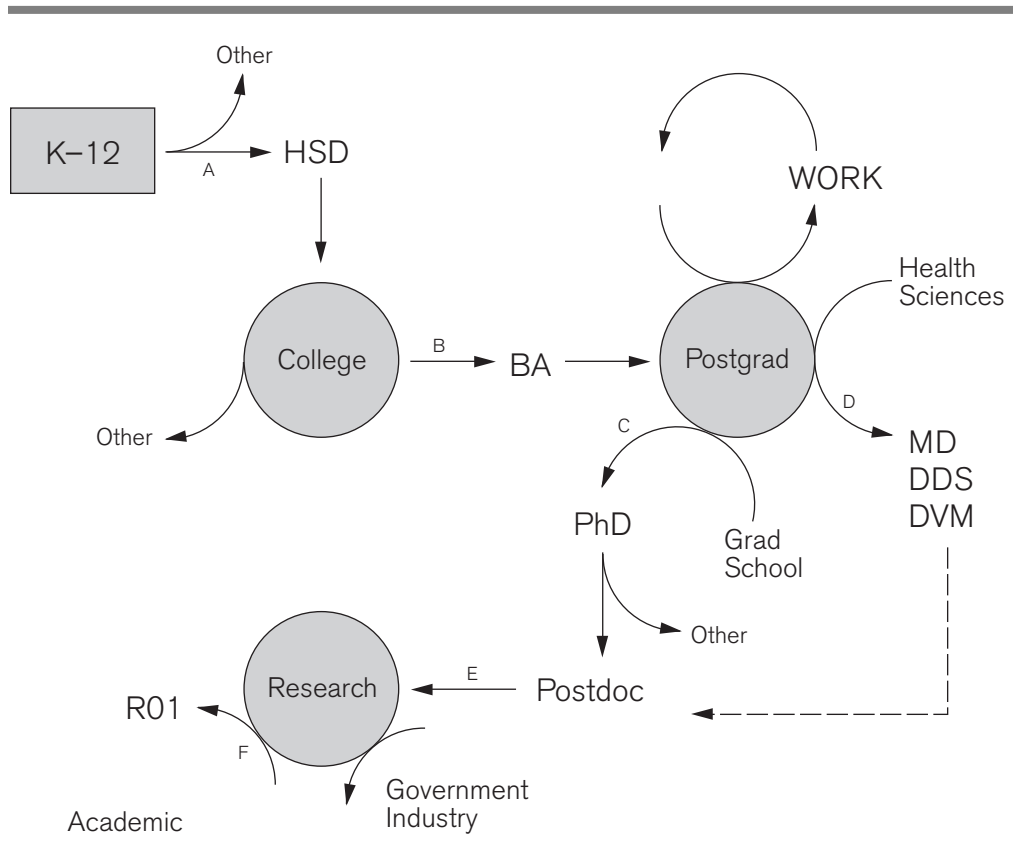 Other
K–12
A
HSD
WORK
Health
Sciences
College
B
BA
Postgrad
D
Other
C
MD
DDS
DVM
PhD
Grad
School
Other
Research
E
Postdoc
R01
F
Government
Industry
Academic